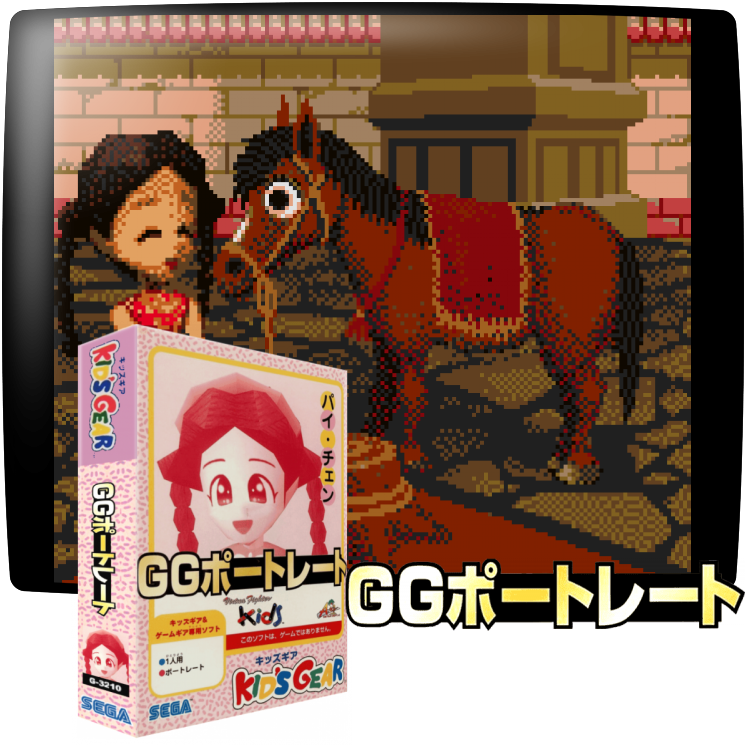 キッズギア
KID'S GEAR
GGポートレート
G-3210
SEGA
パイ・チェン
GGポートレート
Virtua Fighter
KiDS
キッズギア&
ゲームギア専用ソフト
このソフトは、ゲームではありません。
●1人用
●ポートレート
キッズギア
KID'S GEAR
SEGA
GGポートレート